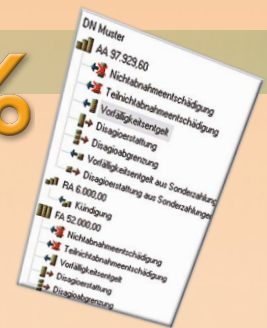 %
DN Muster
AA 97.929,60
Nichtabnahmeentschädigung
Teilnichtabnahmeentschädigung
Vorfälligkeitsentgelt
Disagioerstattung
Disagioabgrenzung
Vorfälligkeitsentgelt aus Sonderzahlung
Disagioerstattung aus Sonderzahlungen
RA 6.000,00
Kündigung
FA 52.000,00
Nichtabnahmeentschädigung
Teilnichtabnahmeentschädigung
Vorfälligkeitsentgelt
Disagioerstattung
Disagioabgrenzung